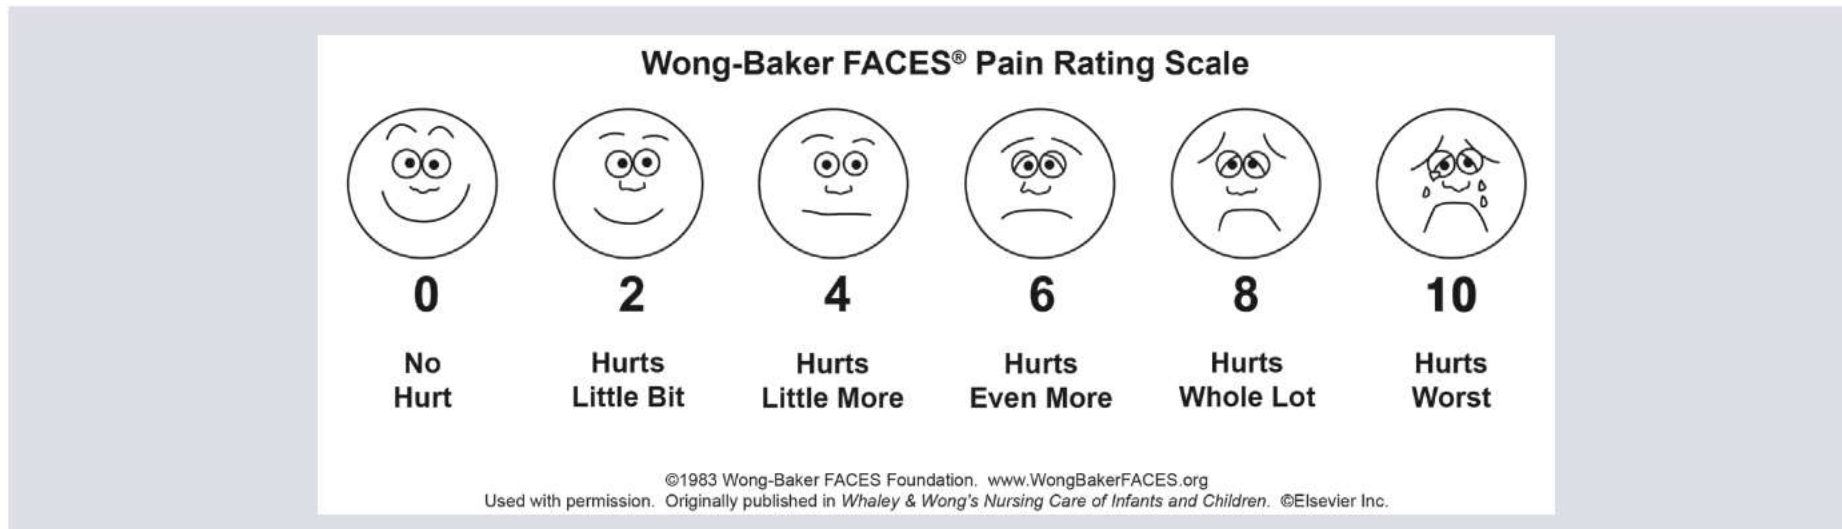 Wong-Baker FACES® Pain Rating Scale
0 2 4 6 8 10
No Hurts Hurts Hurts Hurts Hurts
Hurt Little Bit Little More Even More Whole Lot Worst
©1983 Wong-Baker FACES Foundation. www.WongBakerFACES.org
Used with permission. Originally published in Whaley & Wong's Nursing Care of Infants and Children. ©Elsevier Inc.